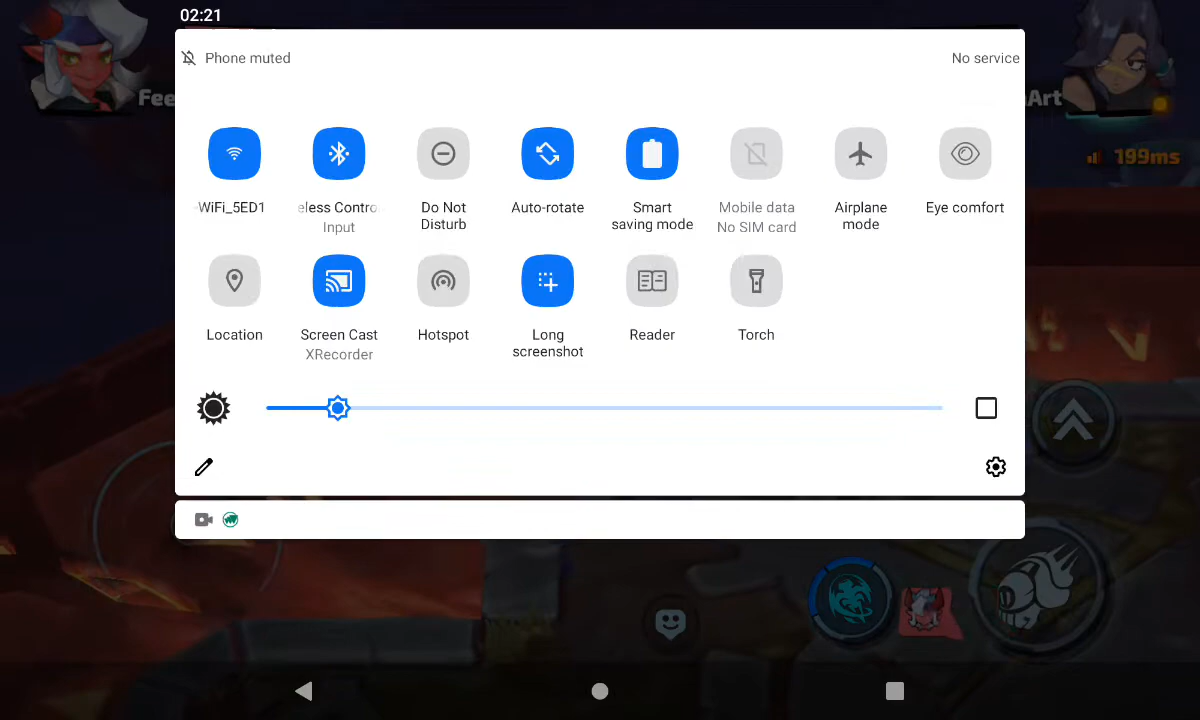 02:21
Phone muted
No service
Fee
Art
199ms
-WiFi_5ED1
eless Contro
Input
Do Not
Disturb
Auto-rotate
Smart
saving mode
Mobile data
No SIM card
Airplane
mode
Eye comfort
Location
Screen Cast
XRecorder
Hotspot
Long
screenshot
Reader
Torch